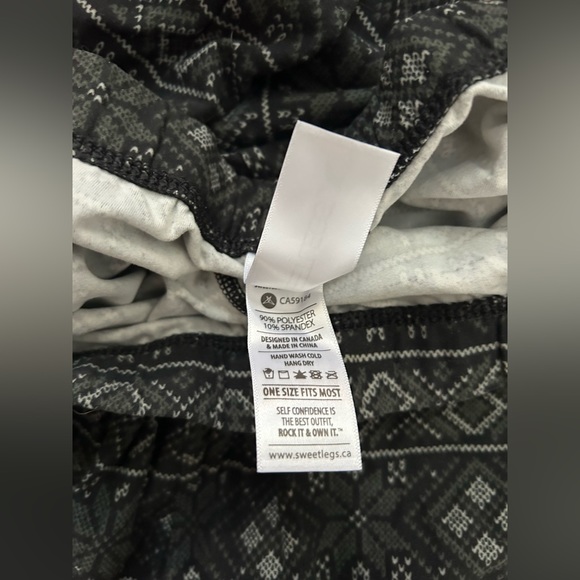 90% POLYESTER
10% SPANDEX
DESIGNED IN CANADA
& MADE IN CHINA
HAND WASH COLD
HANG DRY
ONE SIZE FITS MOST
SELF CONFIDENCE IS
THE BEST OUTFIT,
ROCK IT & OWN IT.™
www.sweetlegs.ca